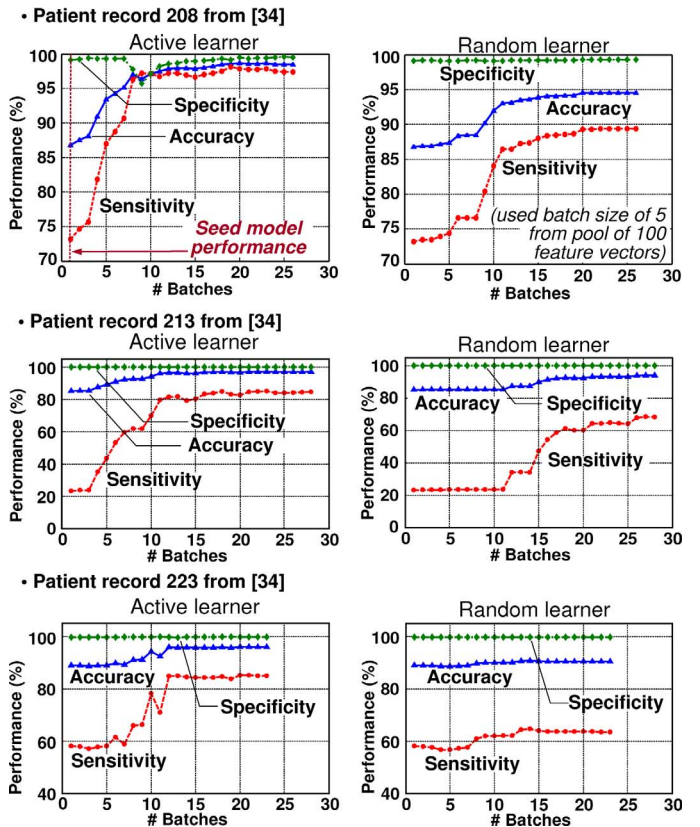 • Patient record 208 from [34]
Active learner
Performance (%)
100
95
90
85
80
75
70
Specificity
Accuracy
Sensitivity
Seed model
performance
0 5 10 15 20 25 30
# Batches
Random learner
Performance (%)
100
95
90
85
80
75
70
Specificity
Accuracy
Sensitivity
(used batch size of 5
from pool of 100
feature vectors)
0 5 10 15 20 25 30
# Batches
• Patient record 213 from [34]
Active learner
Performance (%)
100
80
60
40
20
0
Specificity
Accuracy
Sensitivity
0 5 10 15 20 25 30
# Batches
Random learner
Performance (%)
100
80
60
40
20
0
Accuracy
Specificity
Sensitivity
0 5 10 15 20 25 30
# Batches
• Patient record 223 from [34]
Active learner
Performance (%)
100
80
60
40
Accuracy
Specificity
Sensitivity
0 5 10 15 20 25 30
# Batches
Random learner
Performance (%)
100
80
60
40
Accuracy
Specificity
Sensitivity
0 5 10 15 20 25 30
# Batches